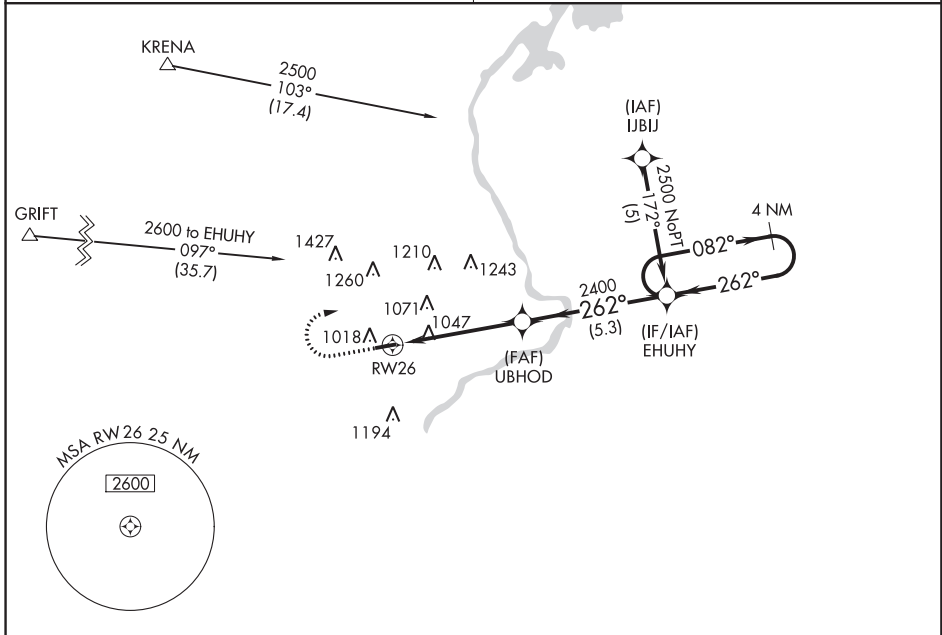 KRENA
2500
103°
(17.4)
(IAF)
IJBIJ
2500 NoPT
172°
(5)
4 NM
082°
262°
GRIFT
2600 to EHUHY
097°
(35.7)
1427
1260
1210
1243
1071
1047
1018
RW26
2400
262°
(5.3)
(IF/IAF)
EHUHY
(FAF)
UBHOD
1194
MSA RW 26 25 NM
2600